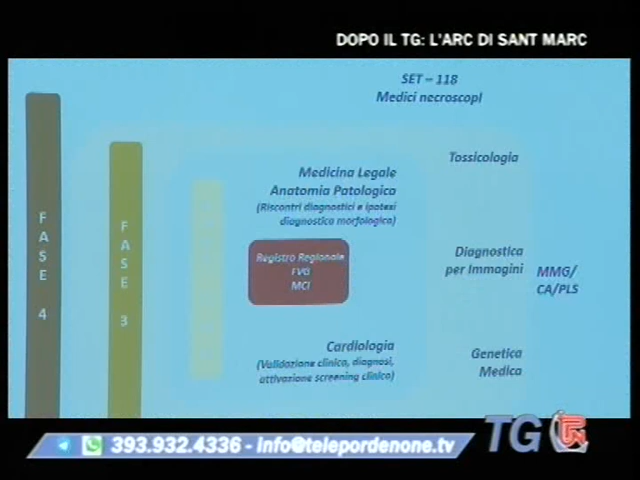 DOPO IL TG: L'ARC DI SANT MARC
SET – 118
Medici necroscopi
Tossicologia
Medicina Legale
Anatomia Patologica
(Riscontri diagnostici e ipotesi
diagnostica morfologica)
FASE 4
FASE 3
Registro Regionale
FVG
MCI
Diagnostica
per Immagini
MMG/
CA/PLS
Cardiologia
(Validazione clinica, diagnosi,
attivazione screening clinico)
Genetica
Medica
393.932.4336 - info@telepordenone.tv
TG